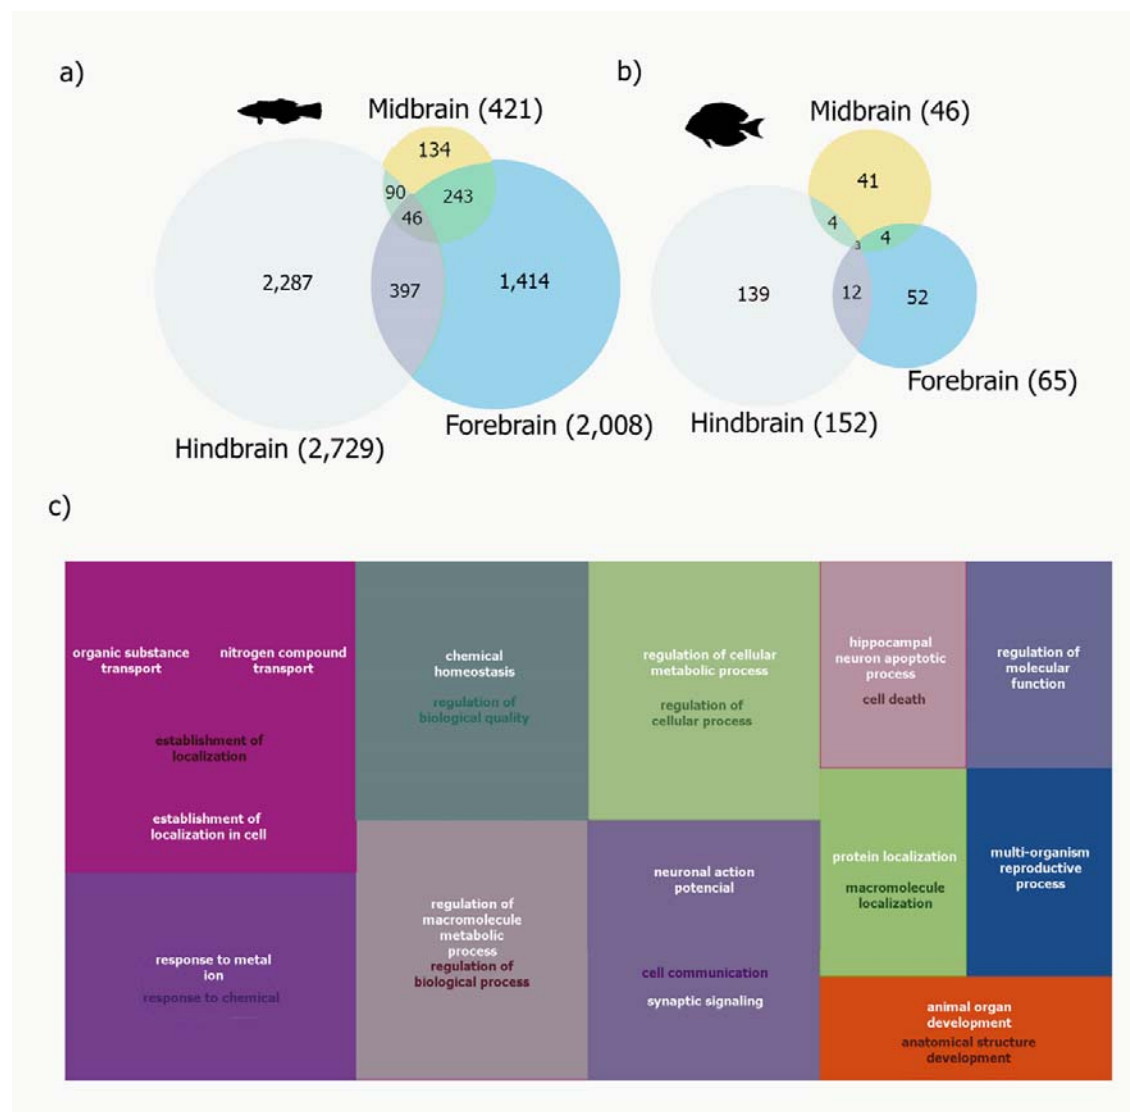 a)
Midbrain (421)
134
90
243
46
2,287
397
1,414
Hindbrain (2,729)
Forebrain (2,008)
b)
Midbrain (46)
41
4
3
4
139
12
52
Forebrain (65)
Hindbrain (152)
c)
organic substance
transport
nitrogen compound
transport
establishment of
localization
establishment of
localization in cell
response to metal
ion
response to chemical
chemical
homeostasis
regulation of
biological quality
regulation of
macromolecule
metabolic
process
regulation of
biological process
regulation of cellular
metabolic process
regulation of
cellular process
neuronal action
potencial
cell communication
synaptic signaling
hippocampal
neuron apoptotic
process
cell death
regulation of
molecular
function
protein localization
macromolecule
localization
multi-organism
reproductive
process
animal organ
development
anatomical structure
development